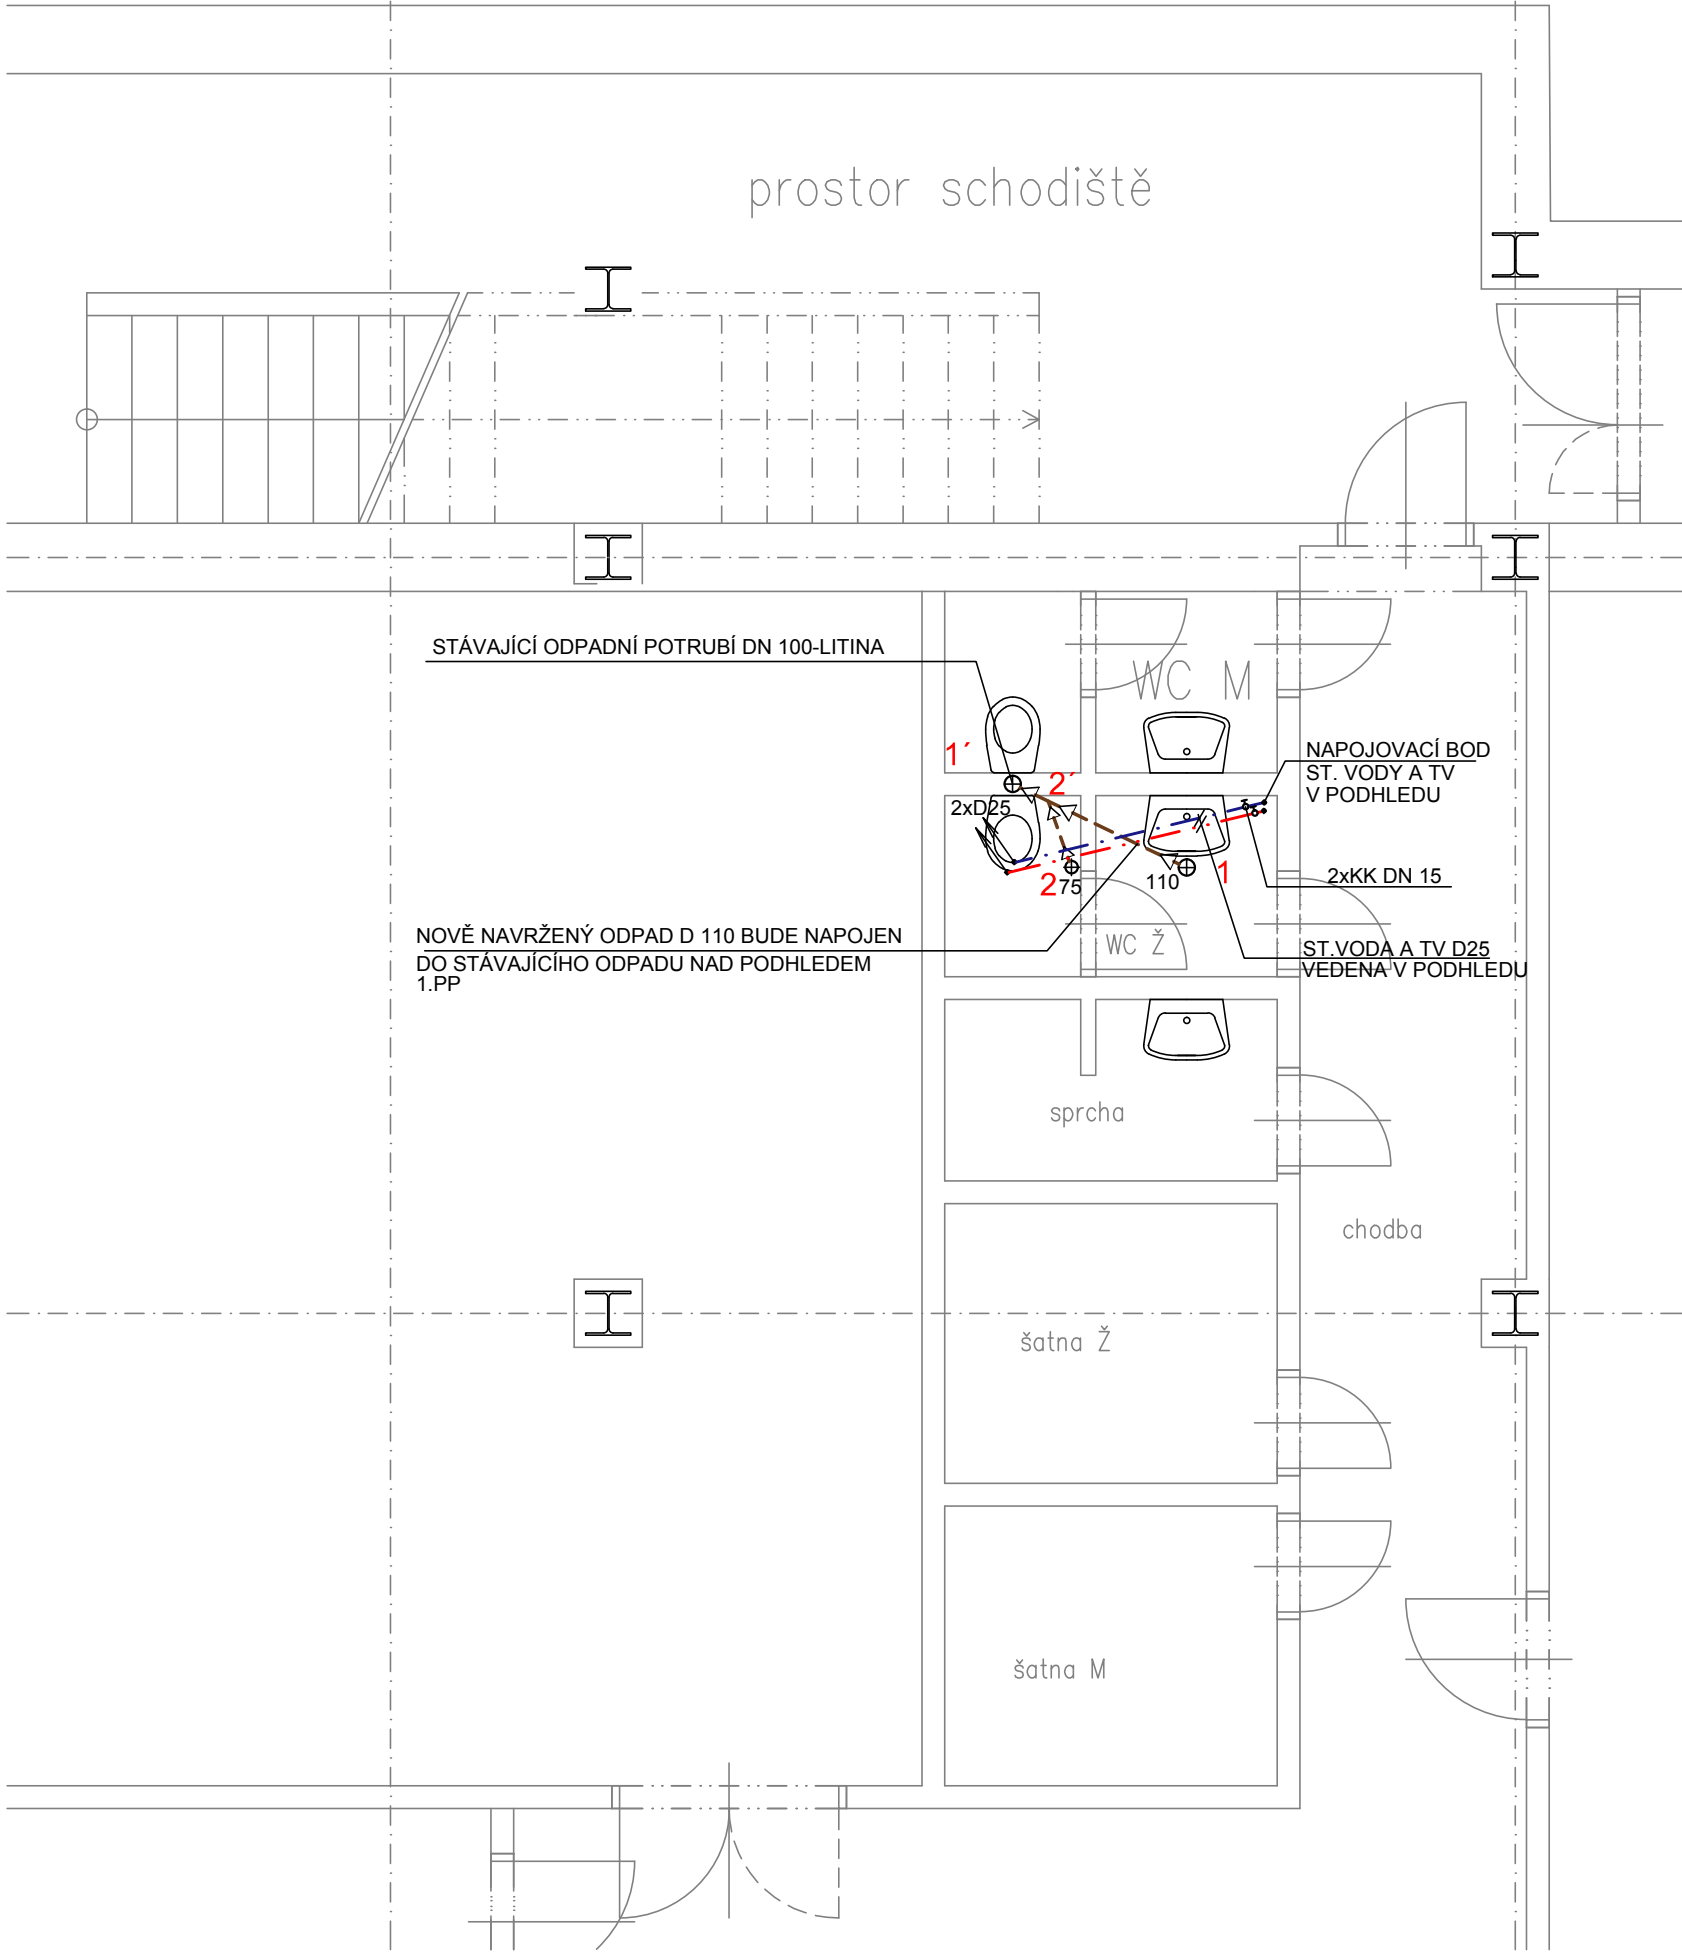 prostor schodiště
STÁVAJÍCÍ ODPADNÍ POTRUBÍ DN 100-LITINA
WC M
1´
2´
NAPOJOVACÍ BOD
ST. VODY A TV
V PODHLEDU
2xD25
2xKK DN 15
2
75
110
1
NOVĚ NAVRŽENÝ ODPAD D 110 BUDE NAPOJEN
DO STÁVAJÍCÍHO ODPADU NAD PODHLEDEM
1.PP
WC Ž
ST.VODA A TV D25
VEDENA V PODHLEDU
sprcha
chodba
šatna Ž
šatna M